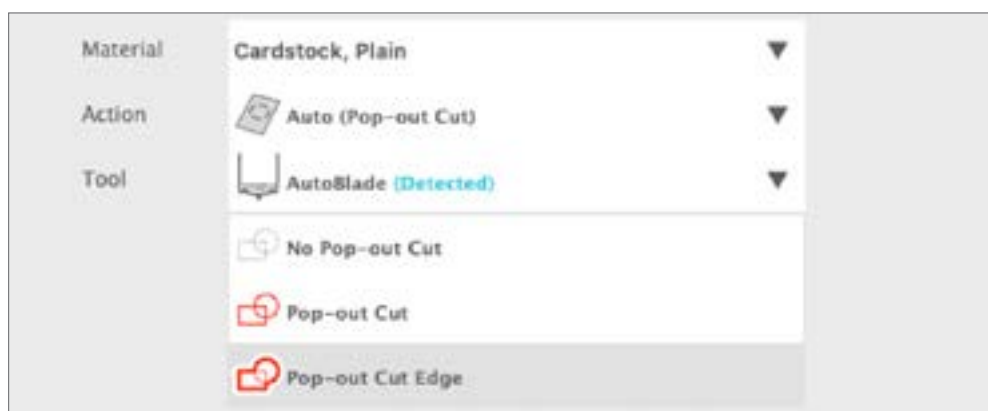 Material Cardstock, Plain
Action Auto (Pop-out Cut)
Tool AutoBlade (Detected)
No Pop-out Cut
Pop-out Cut
Pop-out Cut Edge